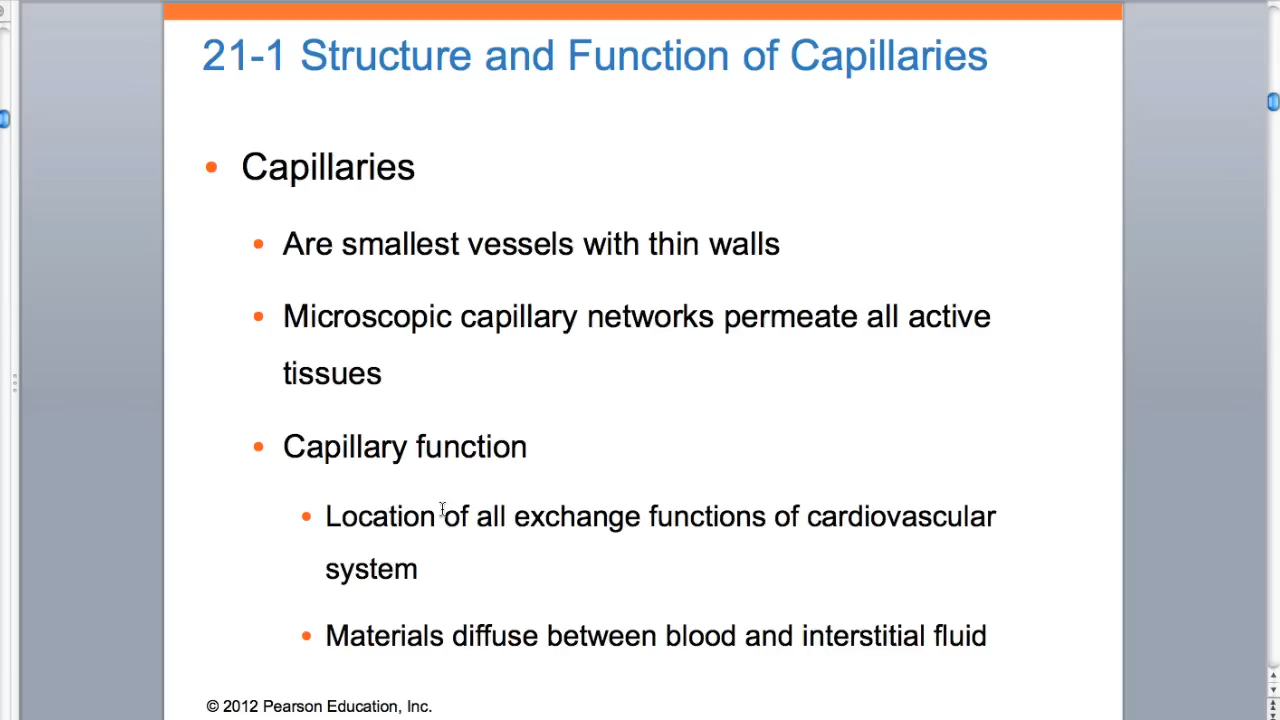 21-1 Structure and Function of Capillaries
• Capillaries
• Are smallest vessels with thin walls
• Microscopic capillary networks permeate all active
tissues
• Capillary function
• Location of all exchange functions of cardiovascular
system
• Materials diffuse between blood and interstitial fluid
© 2012 Pearson Education, Inc.